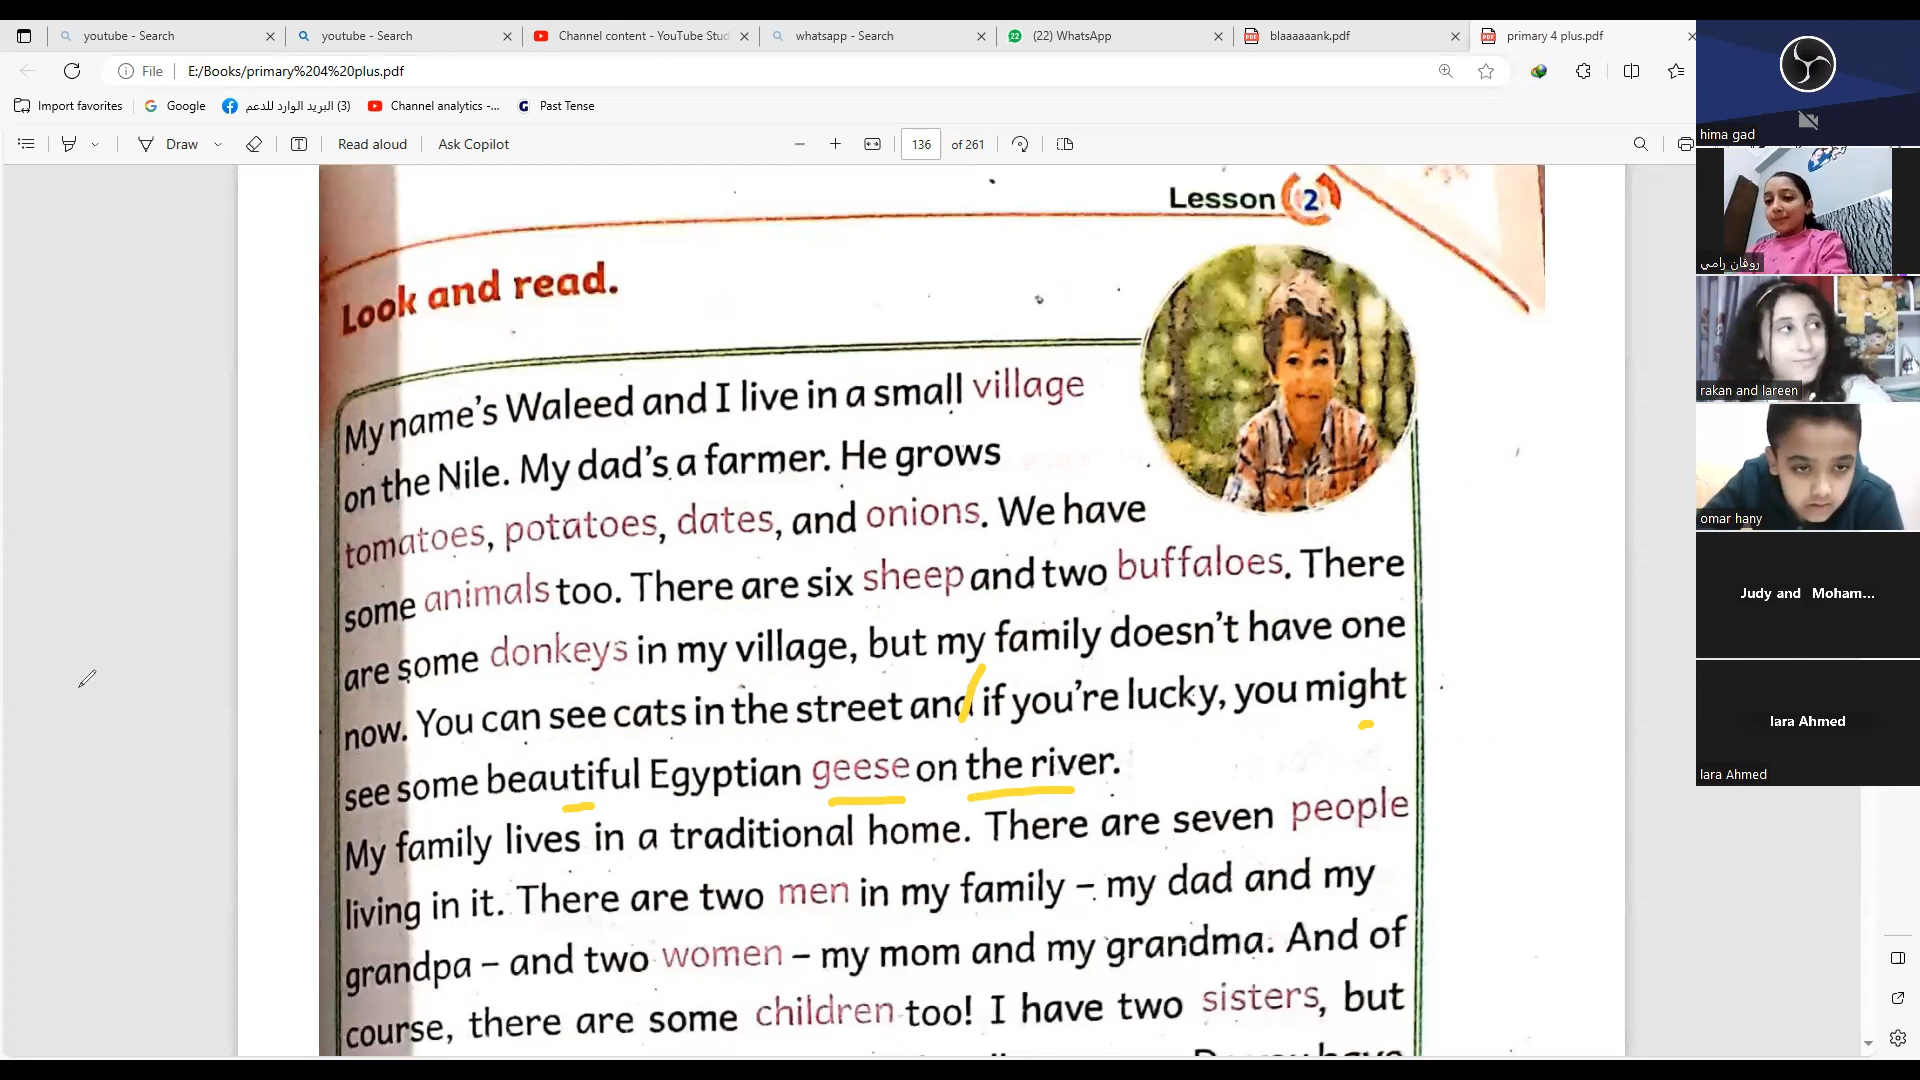 youtube - Search
youtube - Search
Channel content - YouTube Stud
whatsapp - Search
(22) WhatsApp
blaaaaaank.pdf
primary 4 plus.pdf
File
E:/Books/primary%204%20plus.pdf
Import favorites
Google
(3) البريد الوارد للدعم
Channel analytics -...
Past Tense
Draw
Read aloud
Ask Copilot
136
of 261
Lesson 2
Look and read.
My name's Waleed and I live in a small village
on the Nile. My dad's a farmer. He grows
tomatoes, potatoes, dates, and onions. We have
some animals too. There are six sheep and two buffaloes. There
are some donkeys in my village, but my family doesn't have one
now. You can see cats in the street and if you're lucky, you might
see some beautiful Egyptian geese on the river.
My family lives in a traditional home. There are seven people
living in it. There are two men in my family – my dad and my
grandpa – and two women – my mom and my grandma. And of
course, there are some children too! I have two sisters, but
hima gad
روفان رامي
rakan and lareen
omar hany
Judy and Moham...
lara Ahmed
lara Ahmed